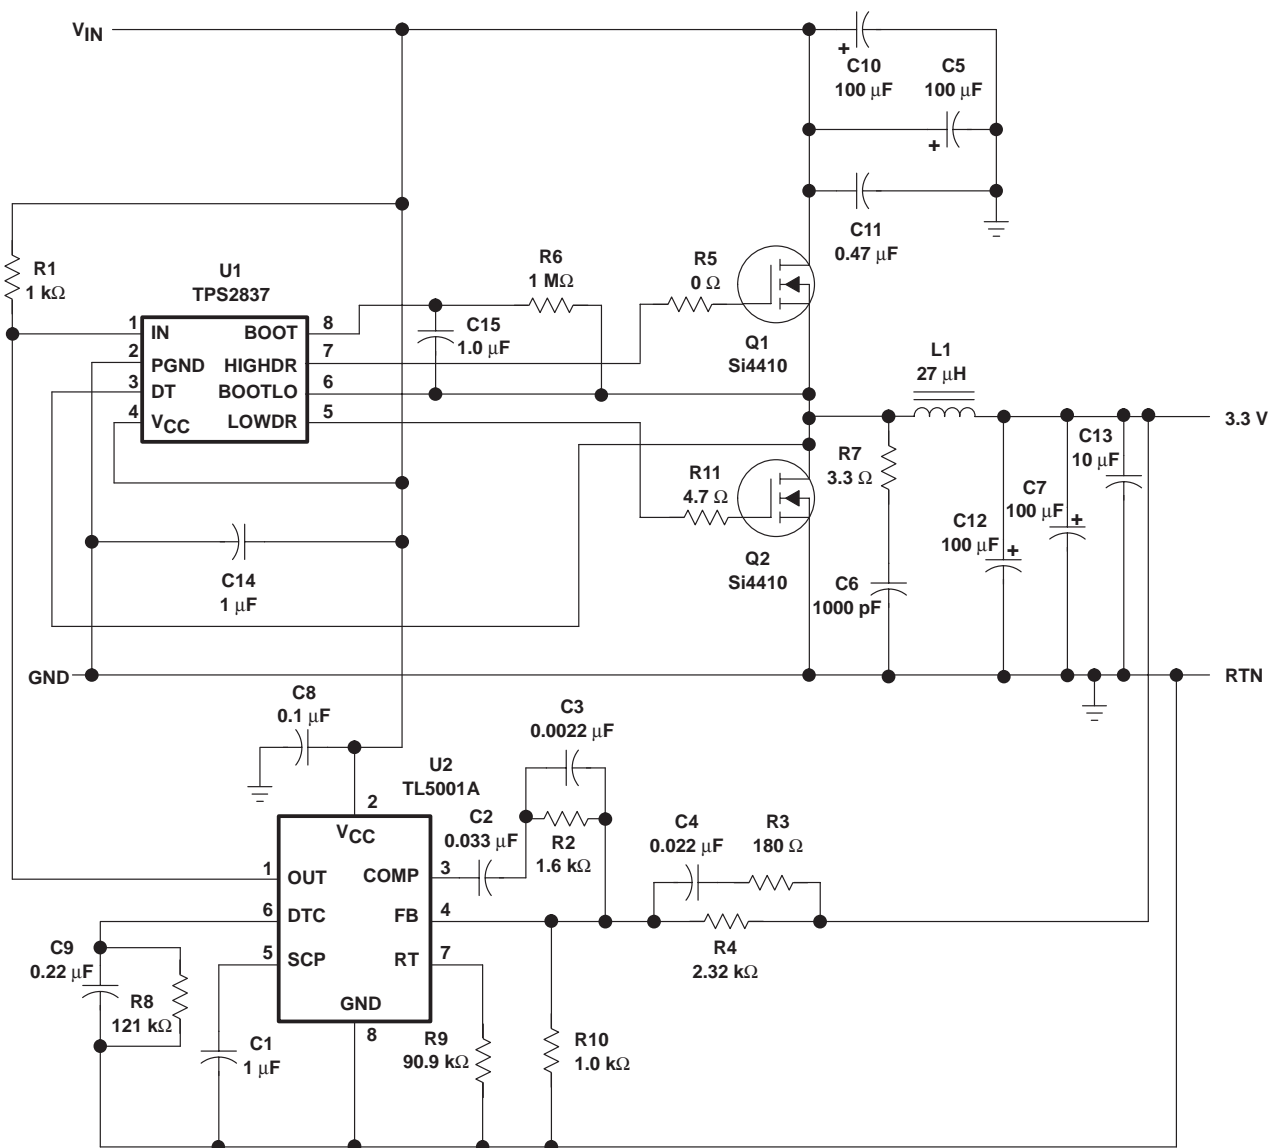 VIN
C10
100 μF
+
C5
100 μF
+
C11
0.47 μF
R1
1 kΩ
U1
TPS2837
1 IN
2 PGND
3 DT
4 VCC
BOOT 8
HIGHDR 7
BOOTLO 6
LOWDR 5
R6
1 MΩ
C15
1.0 μF
R5
0 Ω
Q1
Si4410
L1
27 μH
3.3 V
R11
4.7 Ω
Q2
Si4410
R7
3.3 Ω
C6
1000 pF
C12
100 μF
+
C7
100 μF
+
C13
10 μF
C14
1 μF
GND
RTN
C8
0.1 μF
U2
TL5001A
2
VCC
1 OUT
6 DTC
5 SCP
COMP 3
FB 4
RT 7
GND
8
C2
0.033 μF
C3
0.0022 μF
R2
1.6 kΩ
C4
0.022 μF
R3
180 Ω
R4
2.32 kΩ
C9
0.22 μF
R8
121 kΩ
C1
1 μF
R9
90.9 kΩ
R10
1.0 kΩ